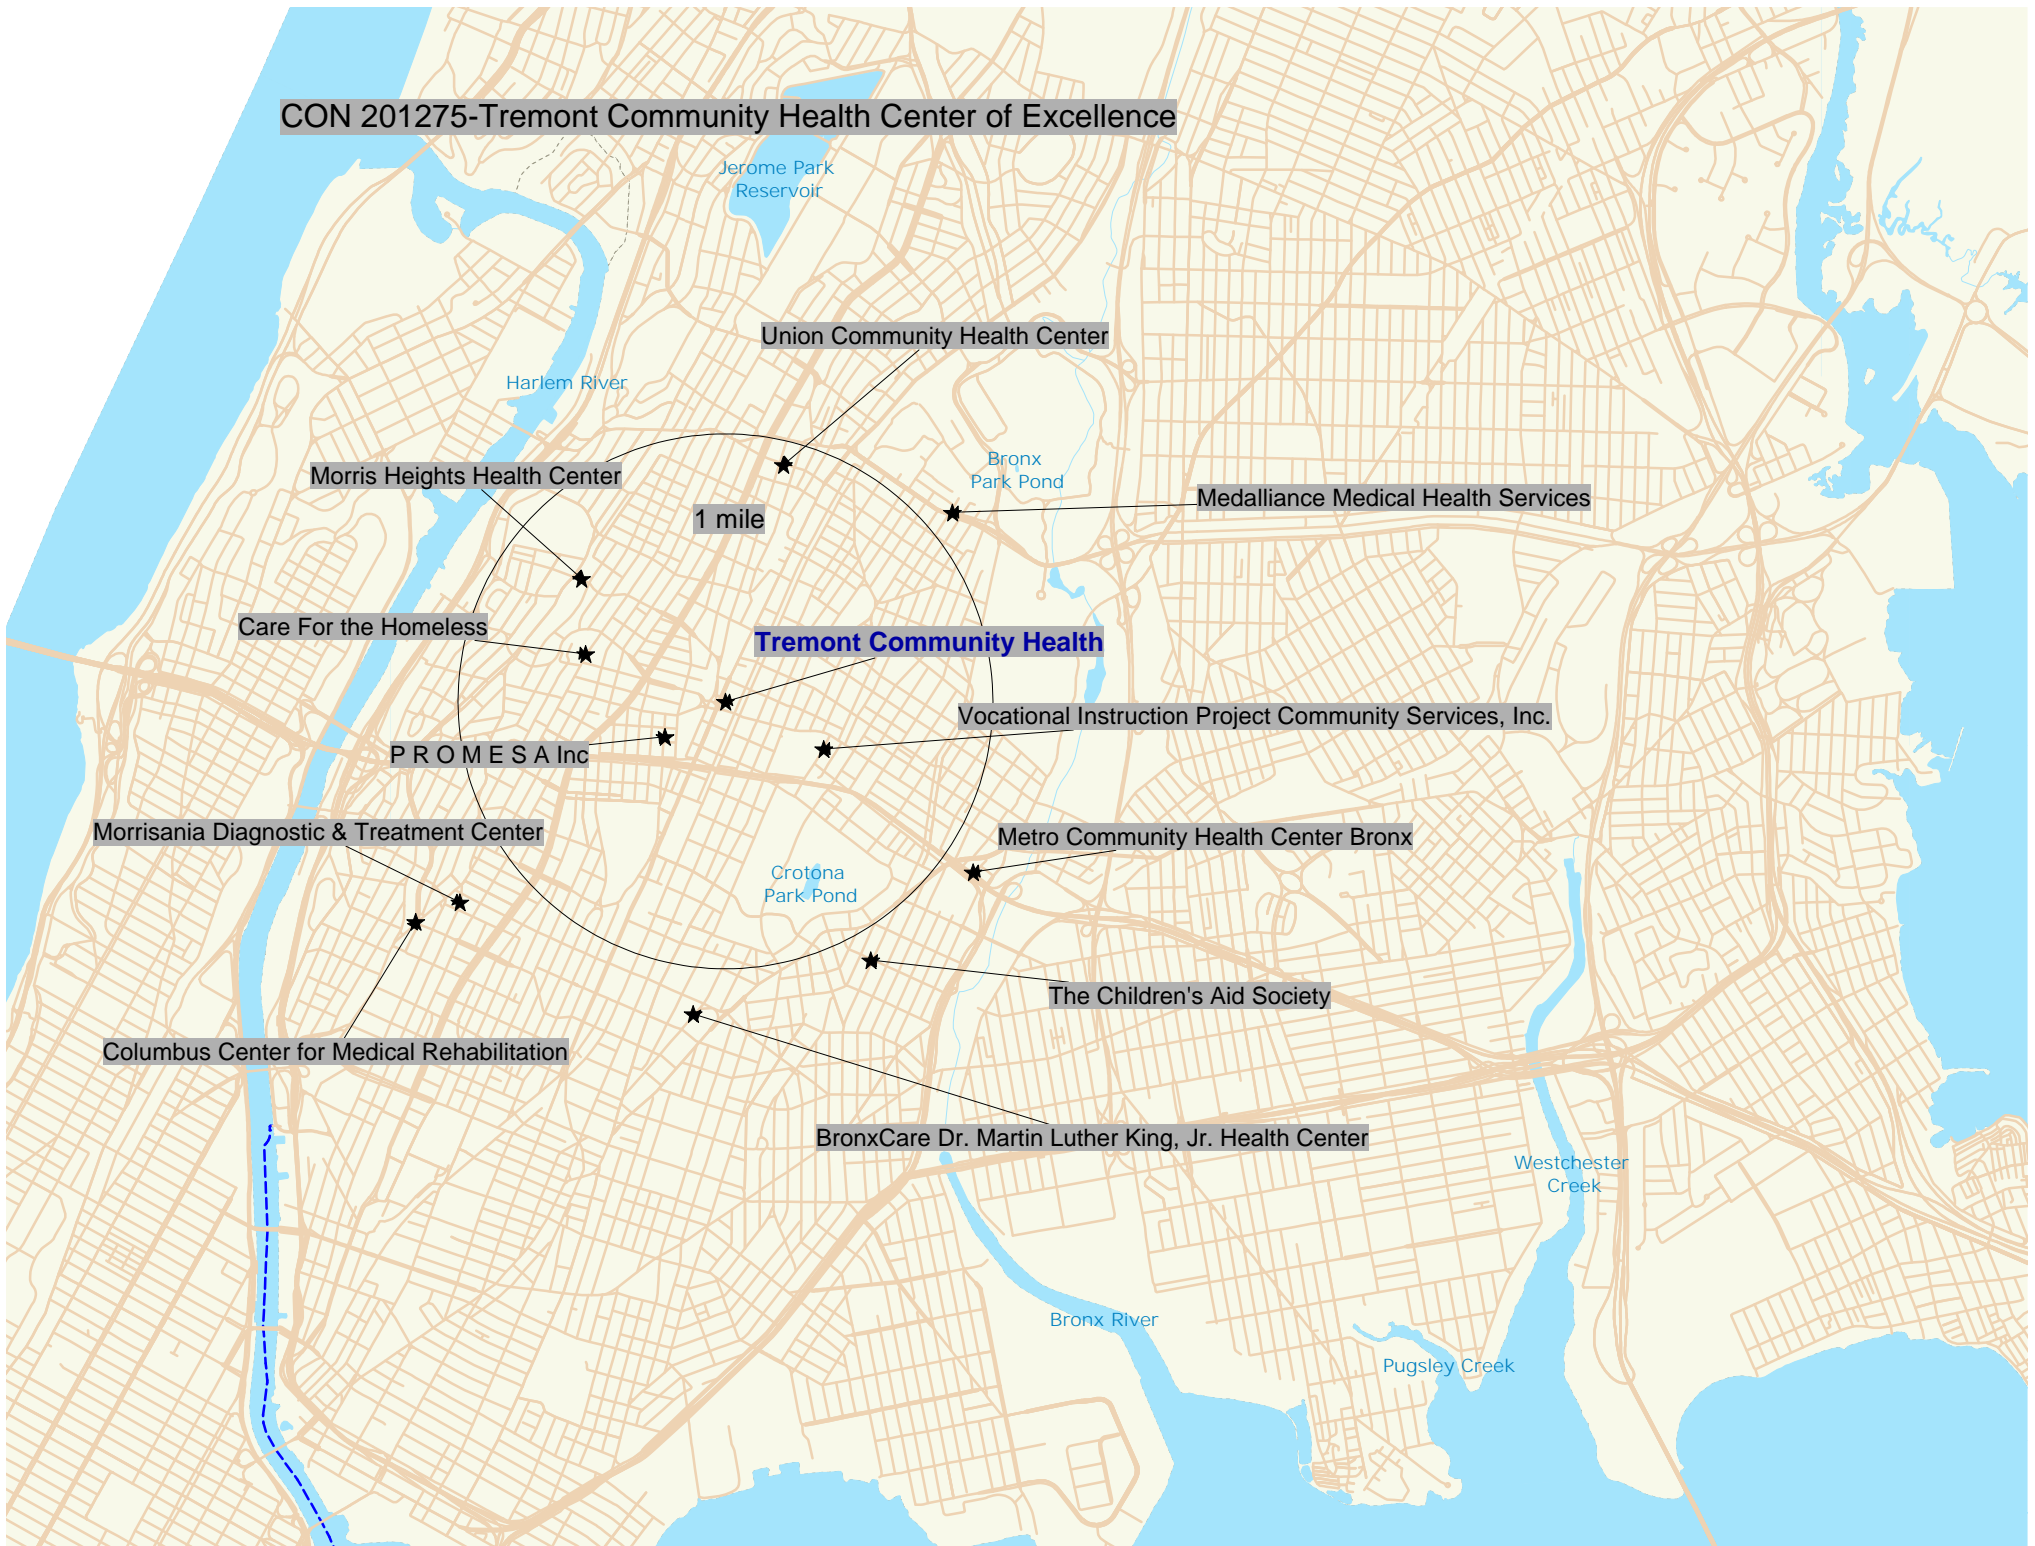 CON 201275-Tremont Community Health Center of Excellence
Jerome Park
Reservoir
Union Community Health Center
Harlem River
Bronx
Park Pond
Morris Heights Health Center
Medalliance Medical Health Services
1 mile
Care For the Homeless
Tremont Community Health
Vocational Instruction Project Community Services, Inc.
P R O M E S A Inc
Morrisania Diagnostic & Treatment Center
Metro Community Health Center Bronx
Crotona
Park Pond
The Children's Aid Society
Columbus Center for Medical Rehabilitation
BronxCare Dr. Martin Luther King, Jr. Health Center
Westchester
Creek
Bronx River
Pugsley Creek